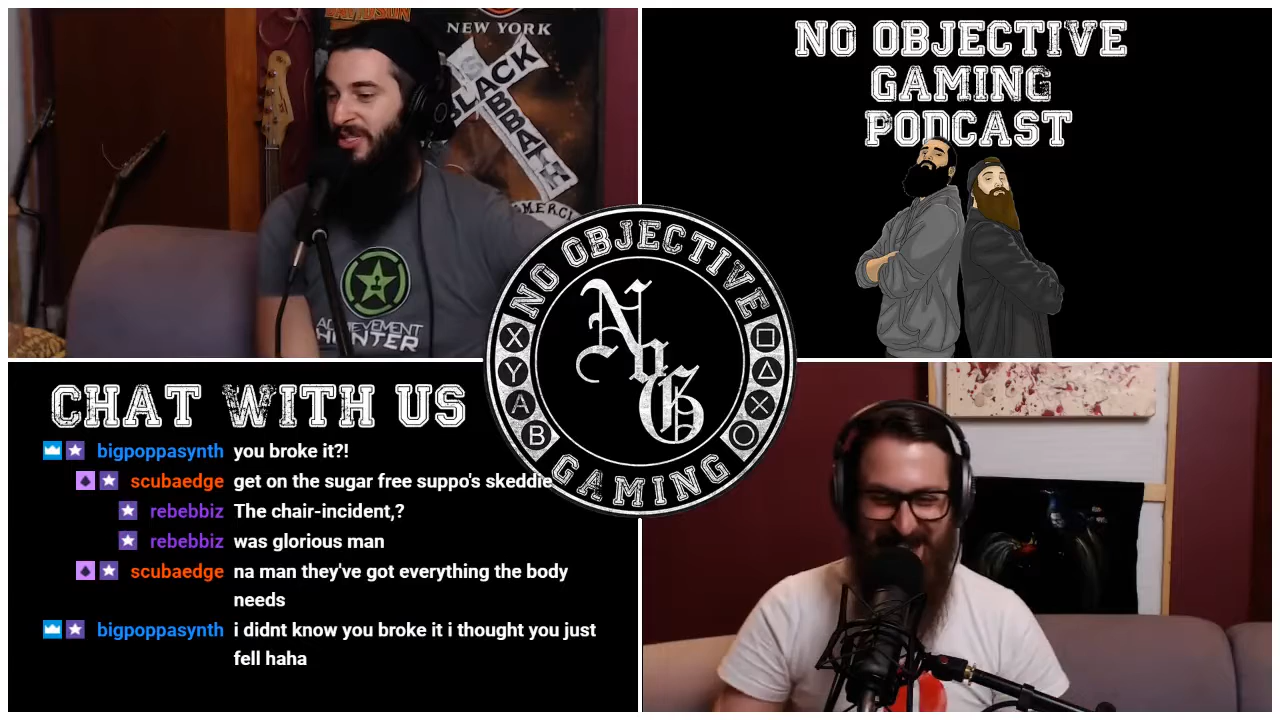 NEW YORK
BLACK
SABBATH
ACHIEVEMENT
HUNTER
NO OBJECTIVE
GAMING
PODCAST
NO OBJECTIVE
X
Y
A
B
NoG
GAMING
CHAT WITH US
bigpoppasynth you broke it?!
scubaedge get on the sugar free suppo's skeddie
rebebbiz The chair-incident,?
rebebbiz was glorious man
scubaedge na man they've got everything the body
needs
bigpoppasynth i didnt know you broke it i thought you just
fell haha